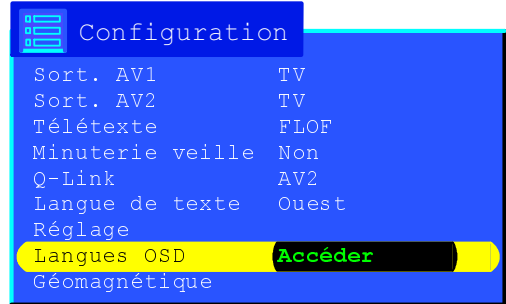 Configuration
Sort. AV1 TV
Sort. AV2 TV
Télétexte FLOF
Minuterie veille Non
Q-Link AV2
Langue de texte Ouest
Réglage
Langues OSD Accéder
Géomagnétique